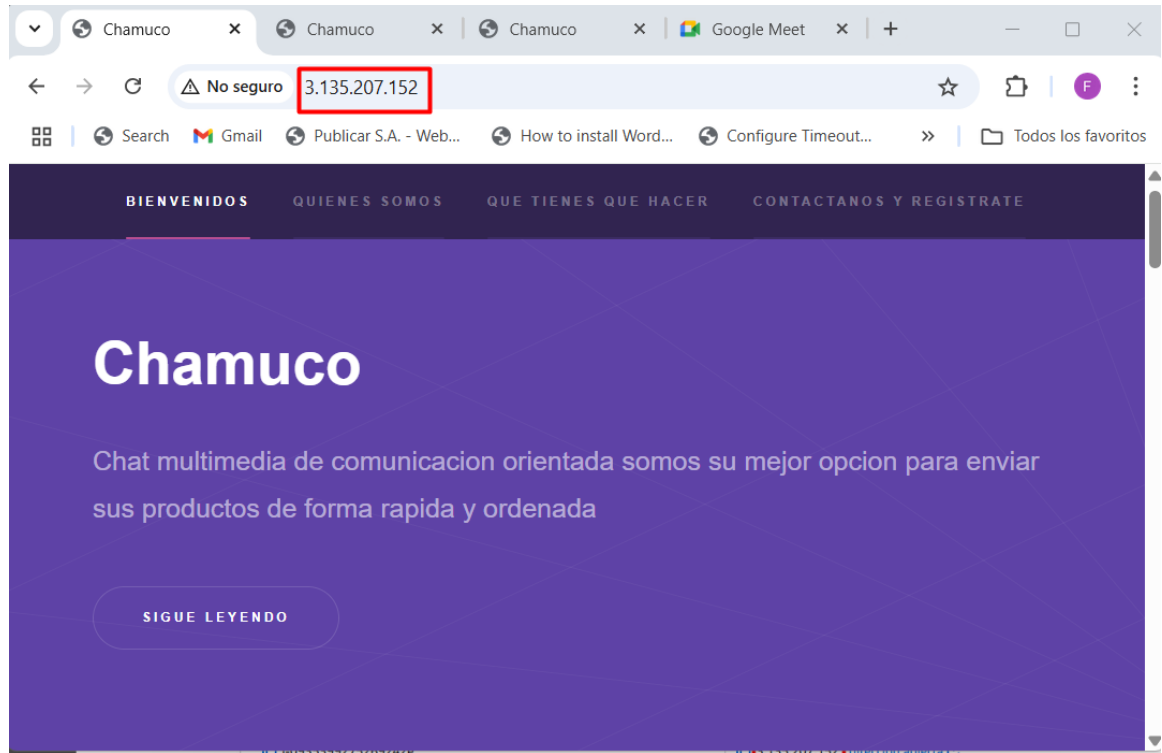 Chamuco
Chamuco
Chamuco
Google Meet
No seguro
3.135.207.152
F
Search
Gmail
Publicar S.A. - Web...
How to install Word...
Configure Timeout...
»
Todos los favoritos
BIENVENIDOS
QUIENES SOMOS
QUE TIENES QUE HACER
CONTACTANOS Y REGISTRATE
Chamuco
Chat multimedia de comunicacion orientada somos su mejor opcion para enviar
sus productos de forma rapida y ordenada
SIGUE LEYENDO